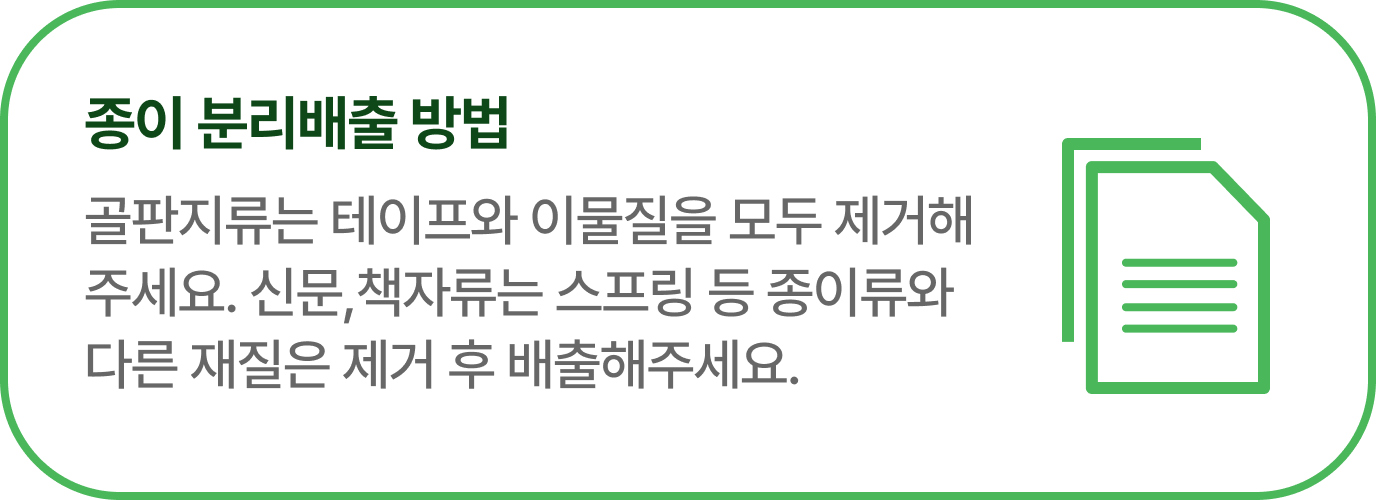 종이 분리배출 방법
골판지류는 테이프와 이물질을 모두 제거해
주세요. 신문,책자류는 스프링 등 종이류와
다른 재질은 제거 후 배출해주세요.